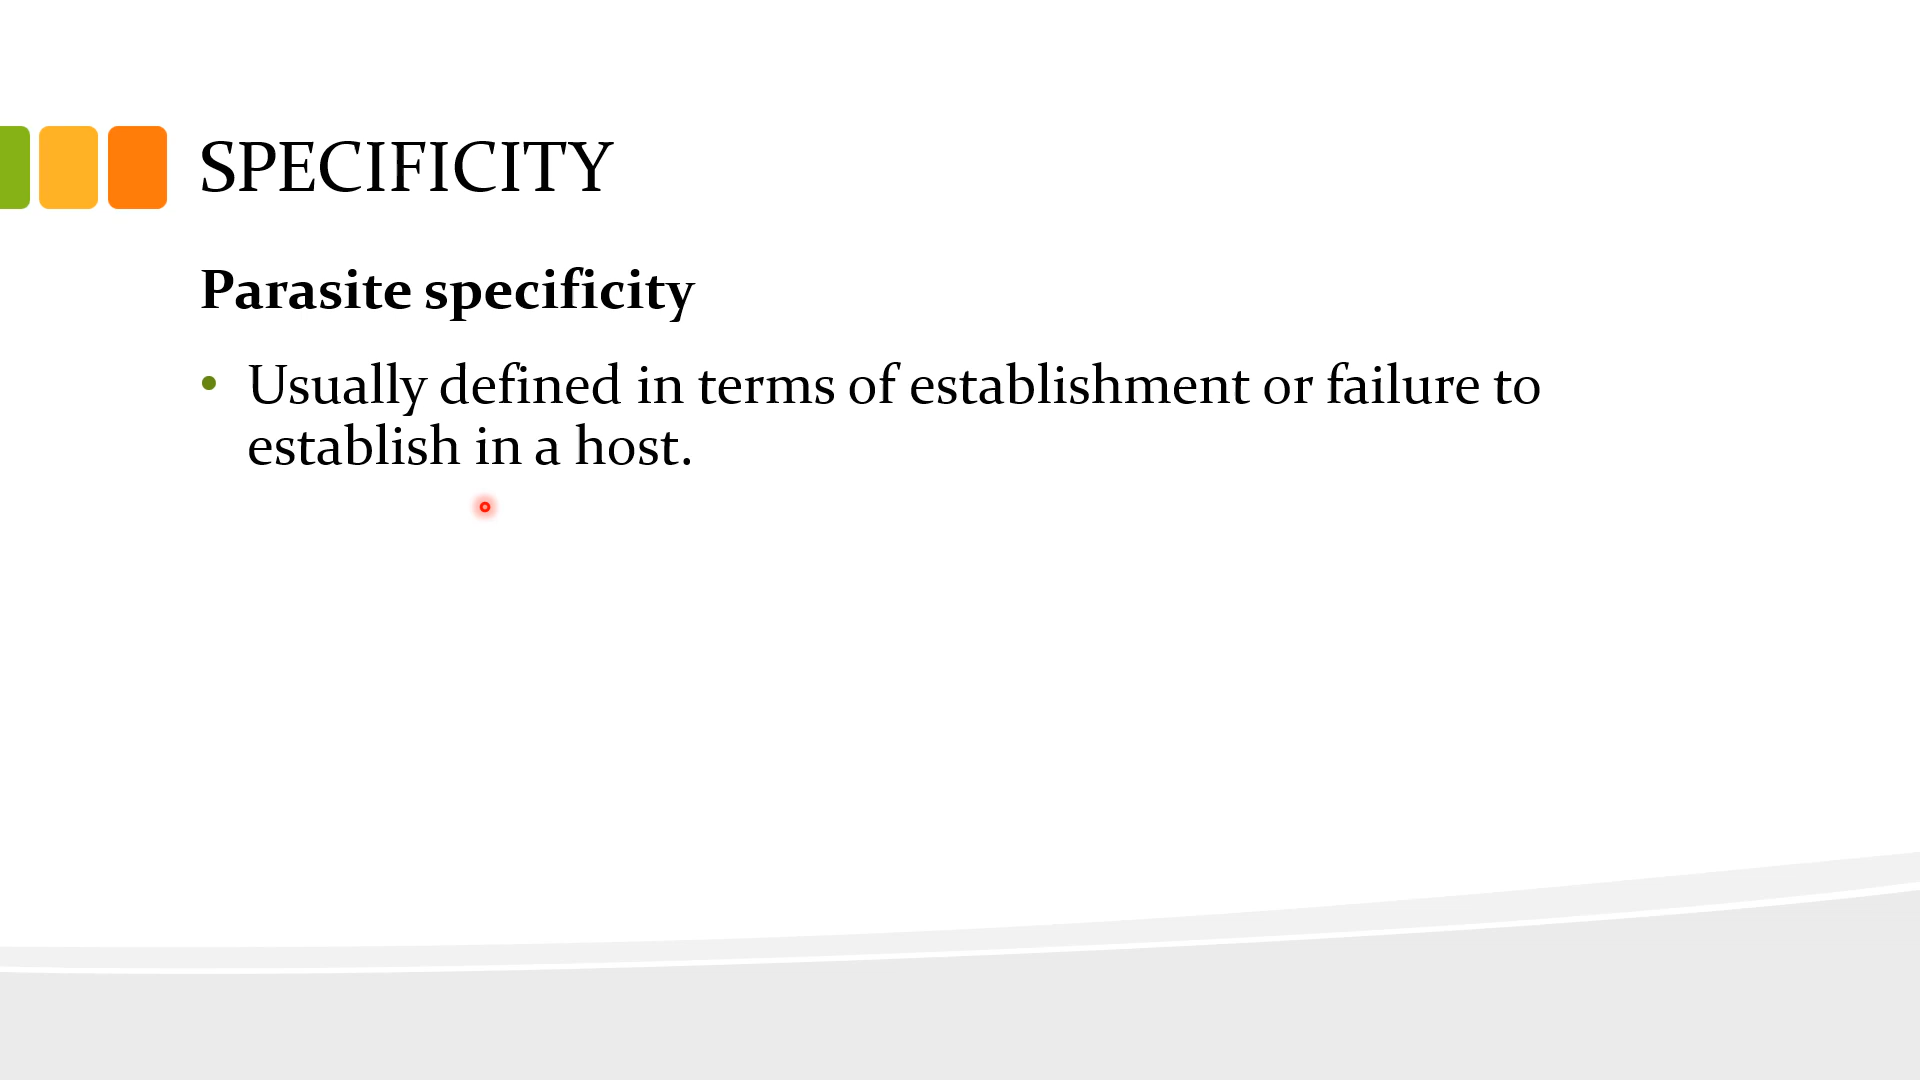 SPECIFICITY
Parasite specificity
• Usually defined in terms of establishment or failure to
establish in a host.